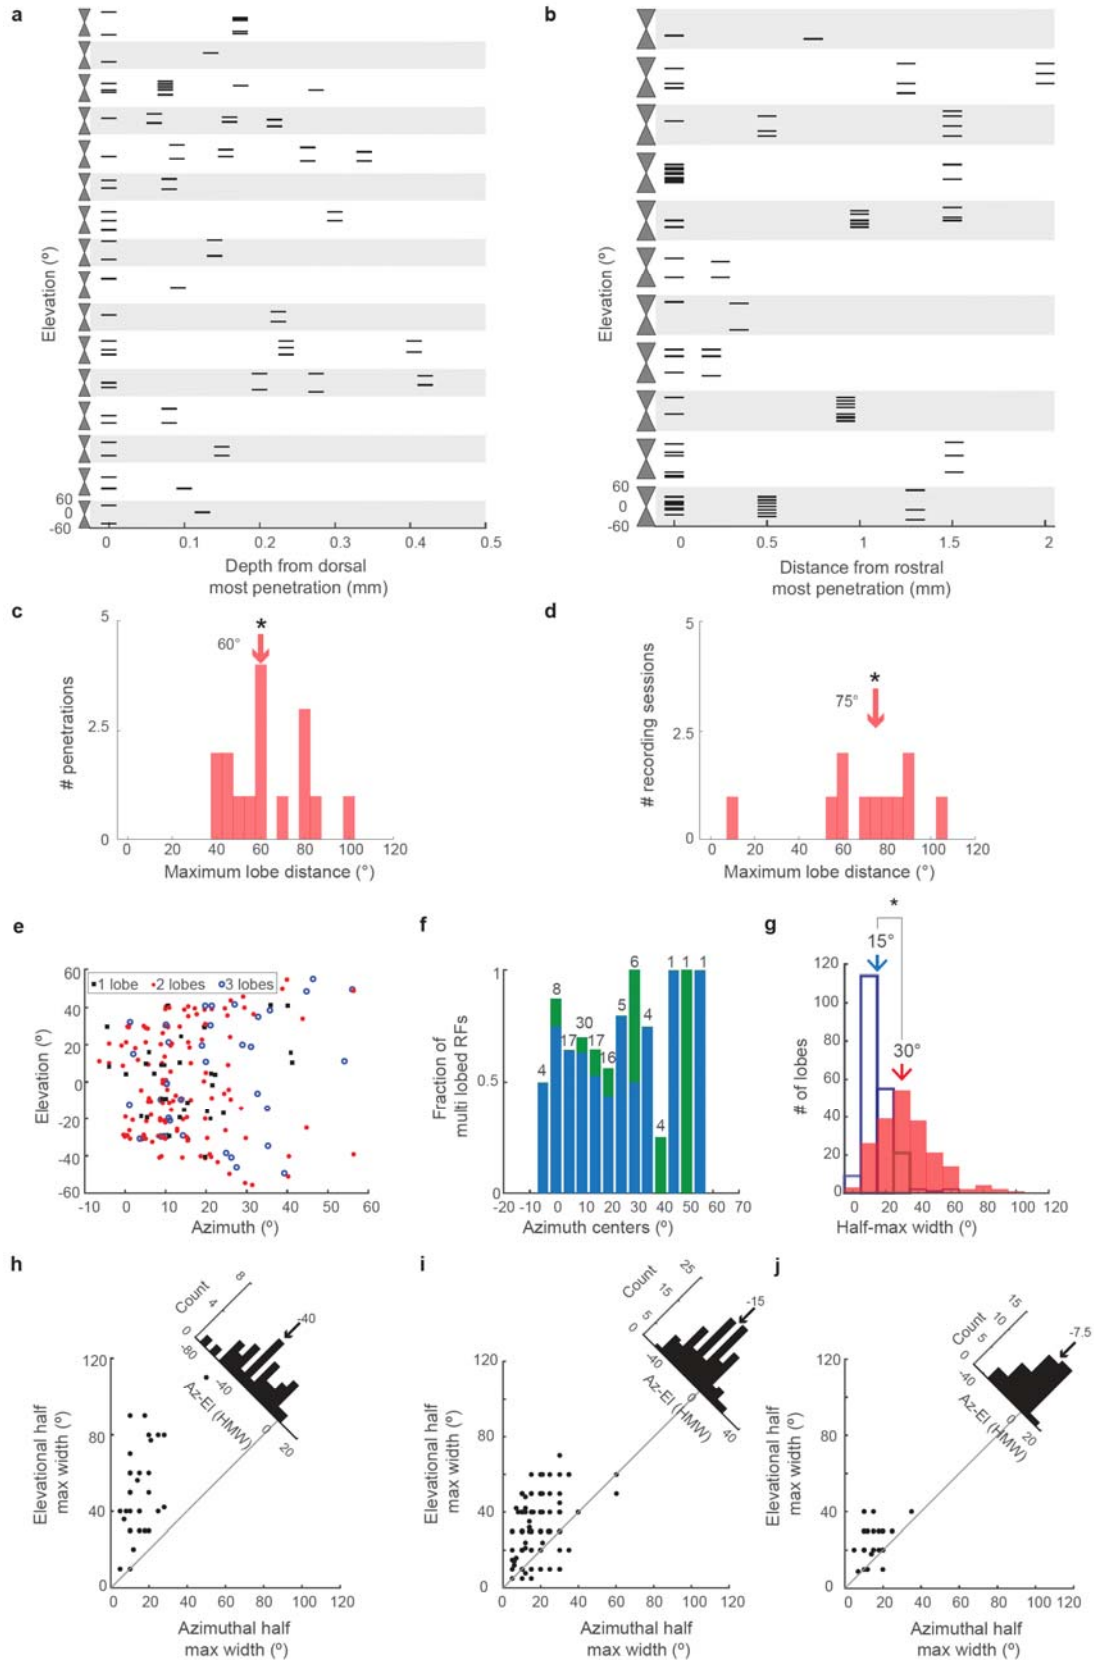 a
Elevation (º)
60
0
-60
0 0.1 0.2 0.3 0.4 0.5
Depth from dorsal
most penetration (mm)
b
Elevation (º)
60
0
-60
0 0.5 1 1.5 2
Distance from rostral
most penetration (mm)
c
# penetrations
5
2.5
0
60°
*
0 20 40 60 80 100 120
Maximum lobe distance (°)
d
# recording sessions
5
2.5
0
75°
*
0 20 40 60 80 100 120
Maximum lobe distance (°)
e
Elevation (º)
60
40
20
0
-20
-40
-60
1 lobe 2 lobes 3 lobes
-10 0 10 20 30 40 50 60
Azimuth (º)
f
Fraction of
multi lobed RFs
1
0.5
0
4 8 17 30 17 16 5 6 4 4 1 1 1
-20 -10 0 10 20 30 40 50 60 70
Azimuth centers (º)
g
# of lobes
120
100
80
60
40
20
0
*
15°
30°
0 20 40 60 80 100 120
Half-max width (º)
h
Elevational half
max width (º)
120
80
40
0
0 20 40 60 80 100 120
Azimuthal half
max width (º)
Count
0 4 8
-40
-80 -40 0 20
Az-El (HMW)
i
Elevational half
max width (º)
120
80
40
0
0 20 40 60 80 100 120
Azimuthal half
max width (º)
Count
0 5 15 25
-15
-40 0 40
Az-El (HMW)
j
Elevational half
max width (º)
120
80
40
0
0 20 40 60 80 100 120
Azimuthal half
max width (º)
Count
0 5 10 15
-7.5
-40 0 20
Az-El (HMW)